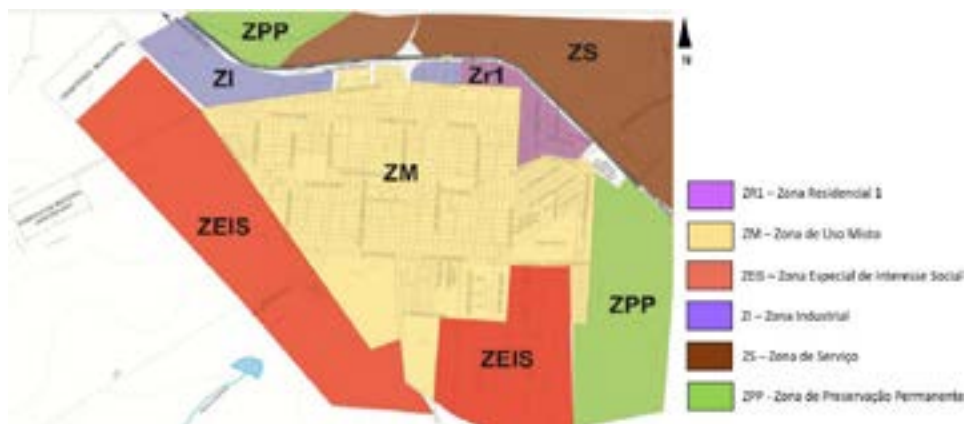 ZPP
ZS
N
ZI
Zr1
ZM
ZEIS
ZPP
ZEIS
ZR1 – Zona Residencial 1
ZM – Zona de Uso Misto
ZEIS – Zona Especial de Interesse Social
ZI – Zona Industrial
ZS – Zona de Serviço
ZPP - Zona de Preservação Permanente